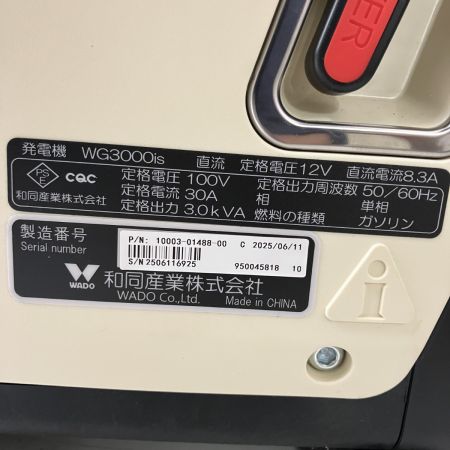 ER
発電機 WG3000is 直流 定格電圧12V 直流電流8.3A
PS E CQC 定格電圧 100V 定格出力周波数 50/60Hz
定格電流 30A 相 単相
和同産業株式会社 定格出力 3.0kVA 燃料の種類 ガソリン
製造番号
Serial number
P/N: 10003-01488-00 C 2025/06/11
S/N2506116925 950045818 10
WADO
和同産業株式会社
WADO Co.,Ltd. Made in CHINA